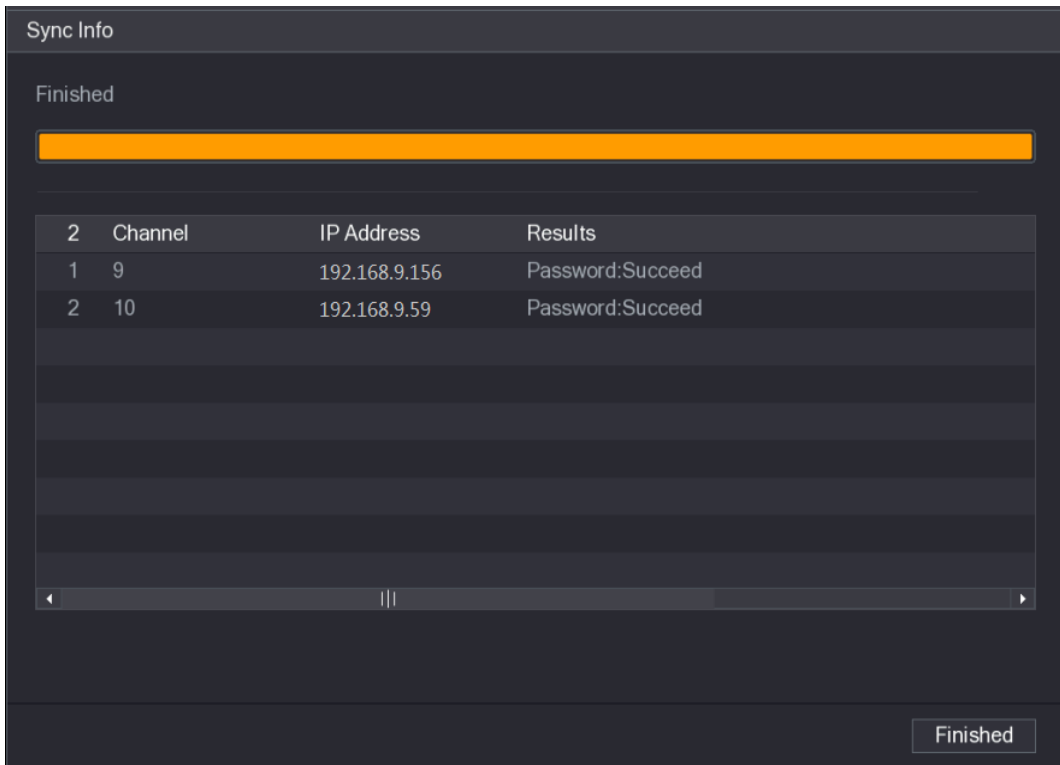 Sync Info
Finished
2 Channel IP Address Results
1 9 192.168.9.156 Password:Succeed
2 10 192.168.9.59 Password:Succeed
Finished